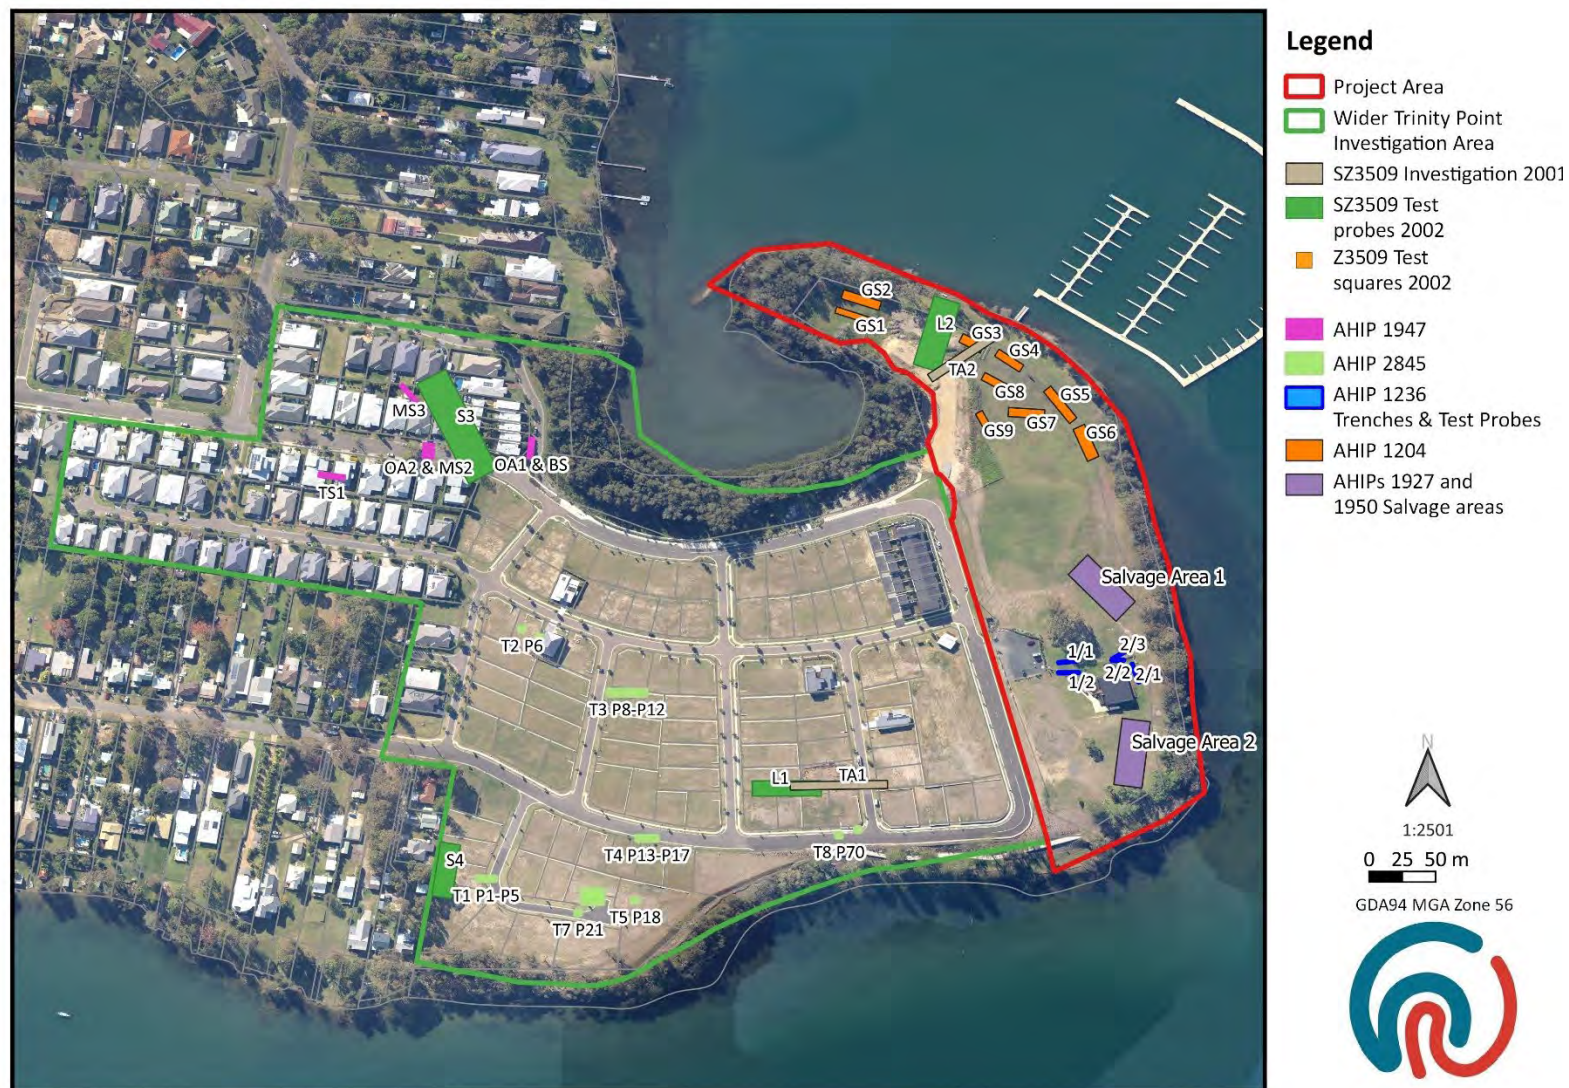 GS2
GS1
L2
GS3
TA2
GS4
GS8
GS5
GS7
GS9
GS6
MS3
S3
OA2 & MS2
OA1 & BS
TS1
Salvage Area 1
T2 P6
1/1
2/3
1/2
2/2
2/1
T3 P8-P12
Salvage Area 2
L1
TA1
T4 P13-P17
T8 P70
S4
T1 P1-P5
T5 P18
T7 P21
Legend
Project Area
Wider Trinity Point
Investigation Area
SZ3509 Investigation 2001
SZ3509 Test
probes 2002
Z3509 Test
squares 2002
AHIP 1947
AHIP 2845
AHIP 1236
Trenches & Test Probes
AHIP 1204
AHIPs 1927 and
1950 Salvage areas
N
1:2501
0 25 50 m
GDA94 MGA Zone 56